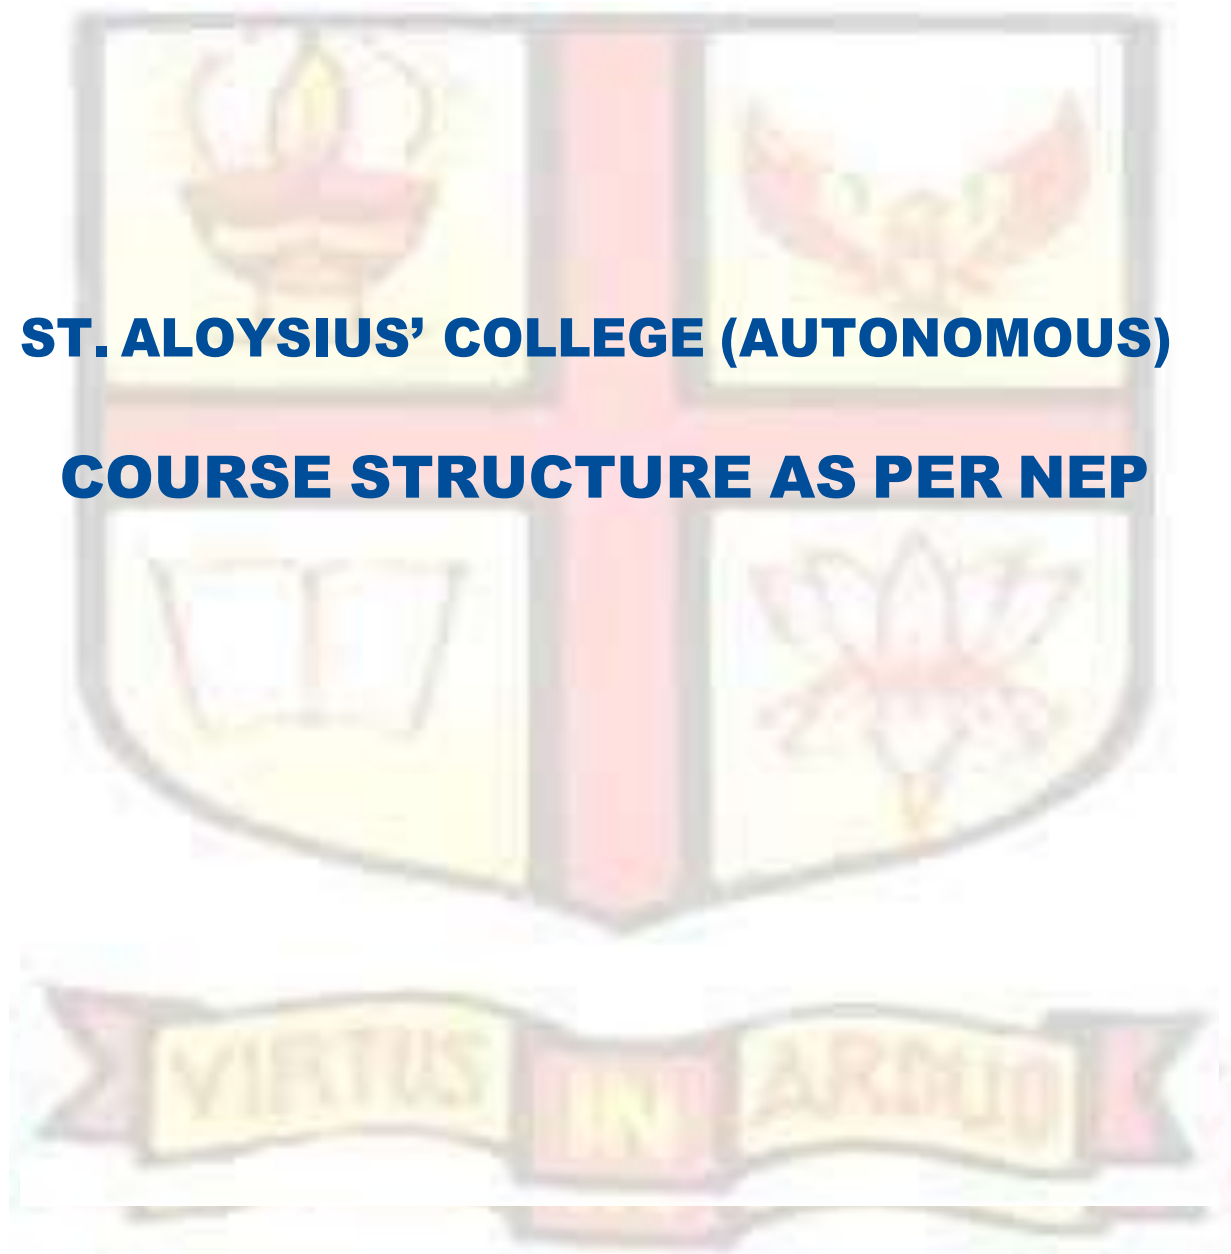 ST. ALOYSIUS’ COLLEGE (AUTONOMOUS)
COURSE STRUCTURE AS PER NEP
VIRTUS IN ARDUO